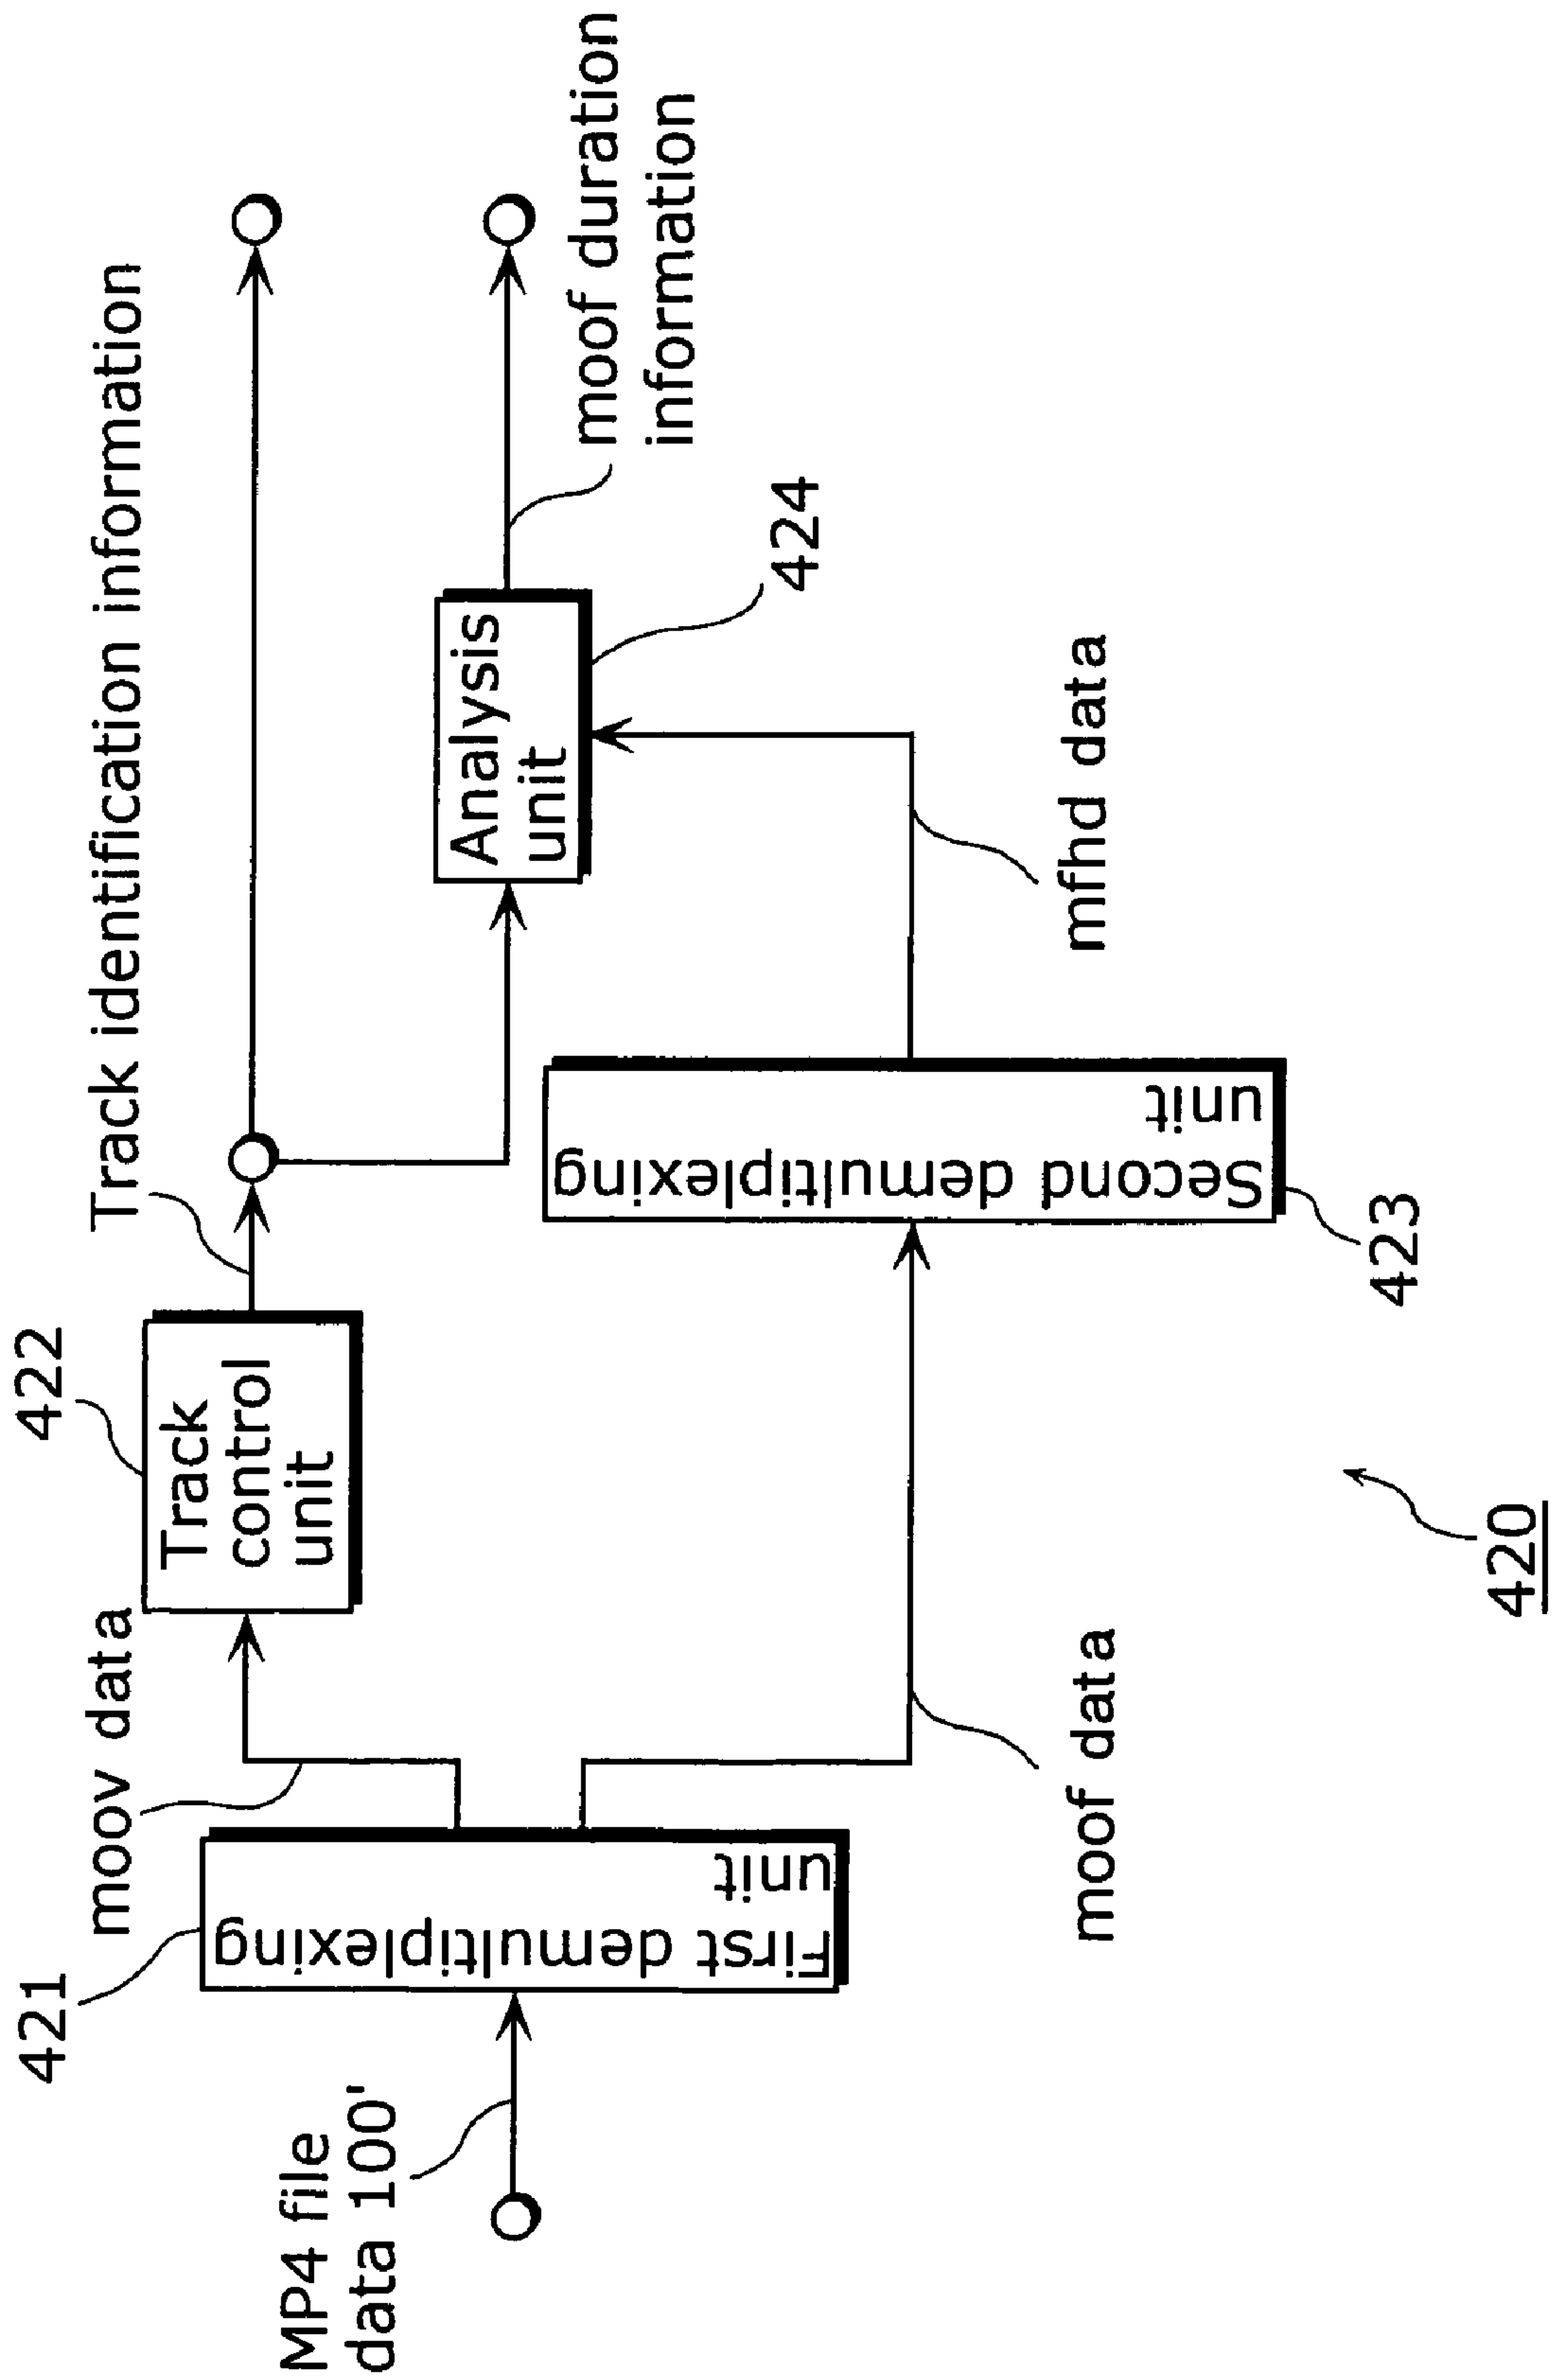 MP4 file
data 100'
421
First demultiplexing
unit
moov data
moof data
422
Track
control
unit
Track identification information
Second demultiplexing
unit
423
mfhd data
Analysis
unit
424
moof duration
information
420